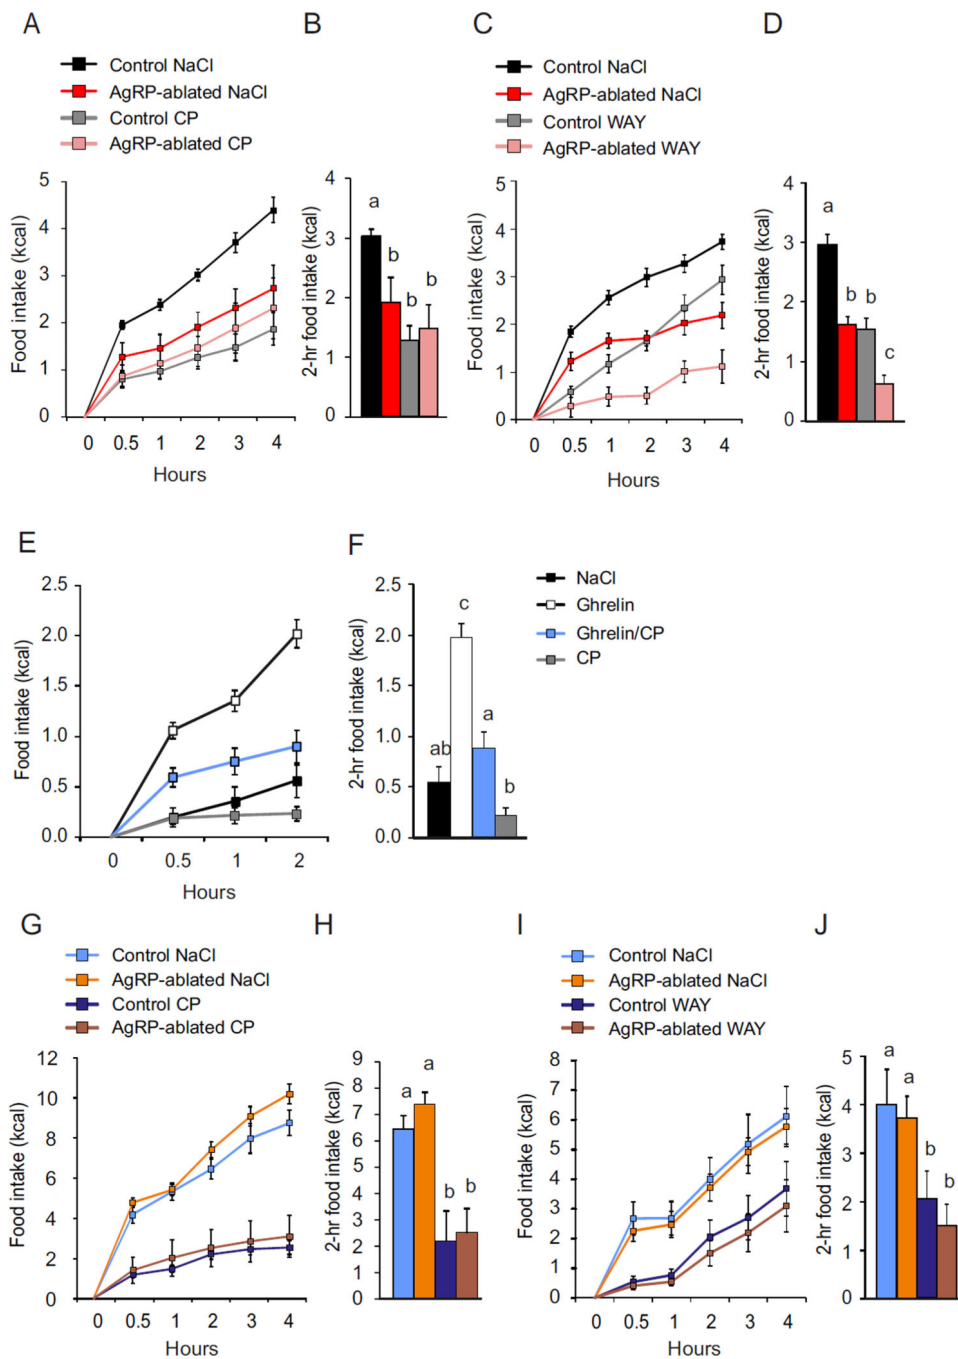 A
Control NaCl
AgRP-ablated NaCl
Control CP
AgRP-ablated CP
Food intake (kcal)
5
4
3
2
1
0
0 0.5 1 2 3 4
Hours
B
2-hr food intake (kcal)
4
3
2
1
0
a
b
b
b
C
Control NaCl
AgRP-ablated NaCl
Control WAY
AgRP-ablated WAY
Food intake (kcal)
5
4
3
2
1
0
0 0.5 1 2 3 4
Hours
D
2-hr food intake (kcal)
4
3
2
1
0
a
b b
c
E
Food intake (kcal)
2.5
2.0
1.0
0.5
0.0
0 0.5 1 2
Hours
F
2-hr food intake (kcal)
2.5
2.0
1.5
1.0
0.5
0.0
ab
c
a
b
NaCl
Ghrelin
Ghrelin/CP
CP
G
Control NaCl
AgRP-ablated NaCl
Control CP
AgRP-ablated CP
Food intake (kcal)
12
10
8
6
4
2
0
0 0.5 1 2 3 4
Hours
H
2-hr food intake (kcal)
9
8
7
6
5
4
3
2
1
0
a
a
b b
I
Control NaCl
AgRP-ablated NaCl
Control WAY
AgRP-ablated WAY
Food intake (kcal)
8
7
6
5
4
3
2
1
0
0 0.5 1 2 3 4
Hours
J
2-hr food intake (kcal)
5
4
3
2
1
0
a
a
b
b